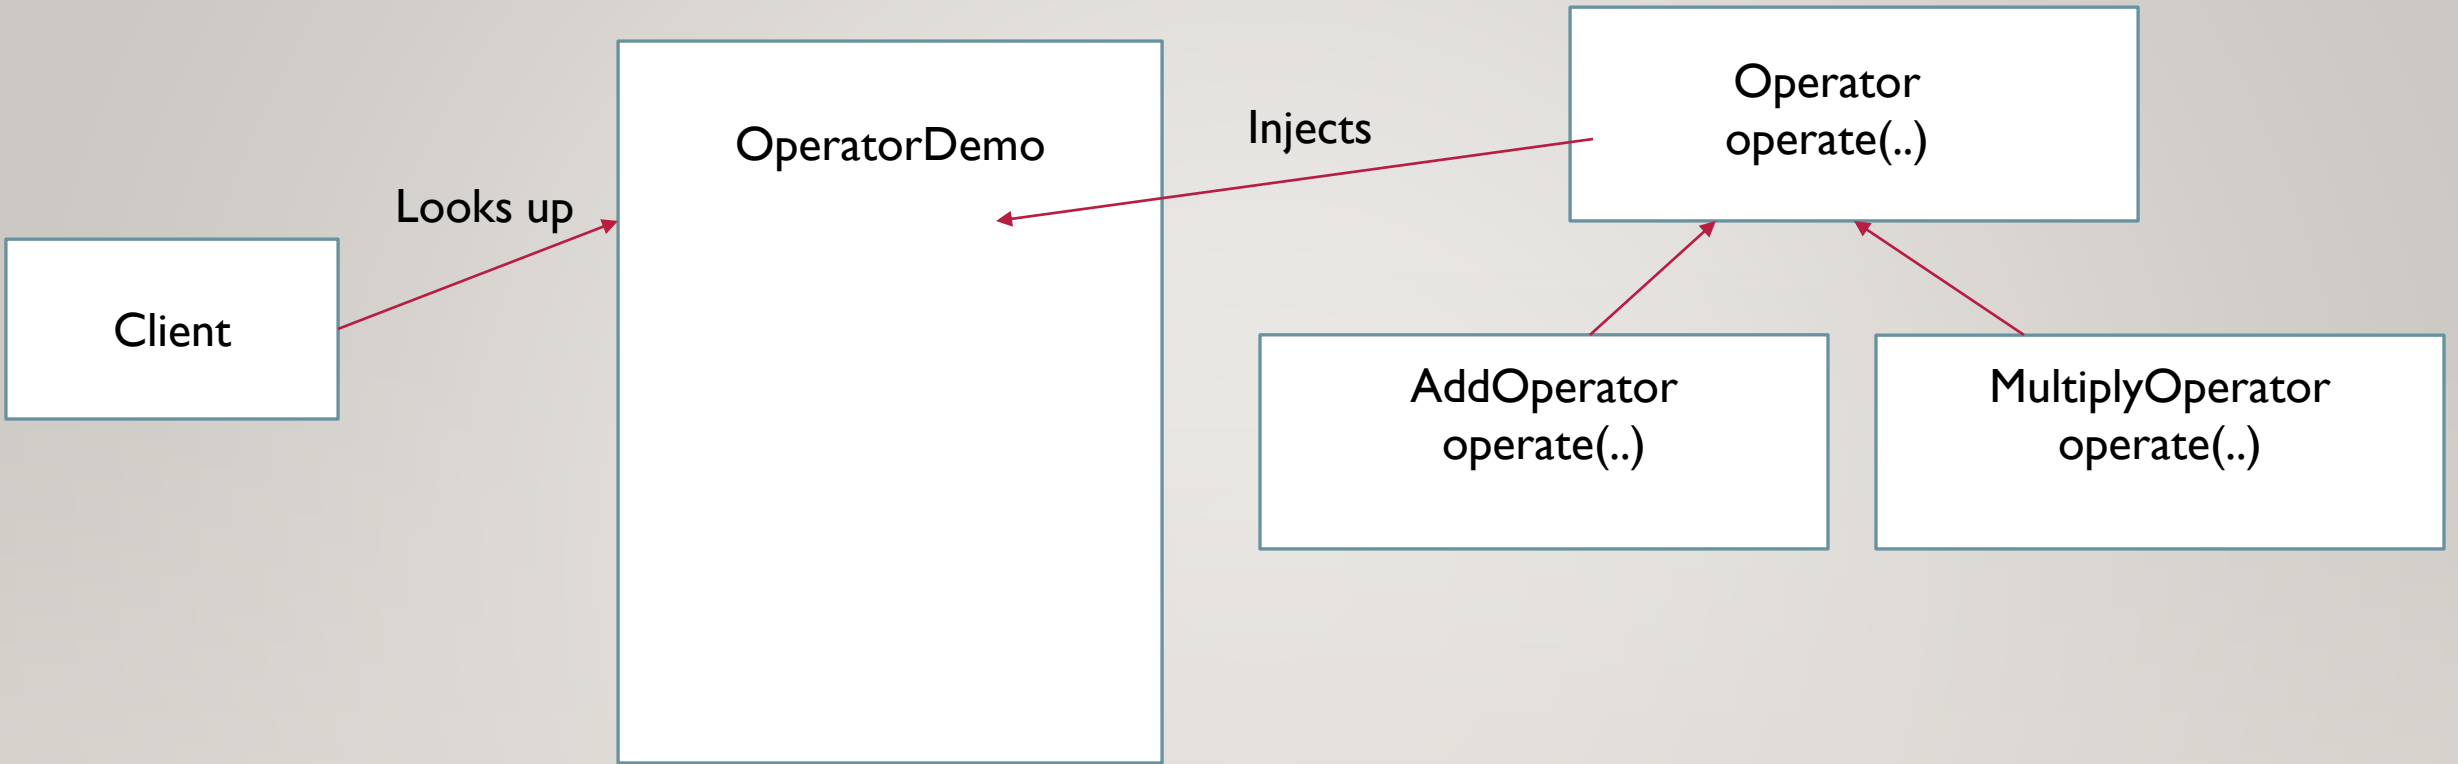 Client
Looks up
OperatorDemo
Injects
Operator
operate(..)
AddOperator
operate(..)
MultiplyOperator
operate(..)